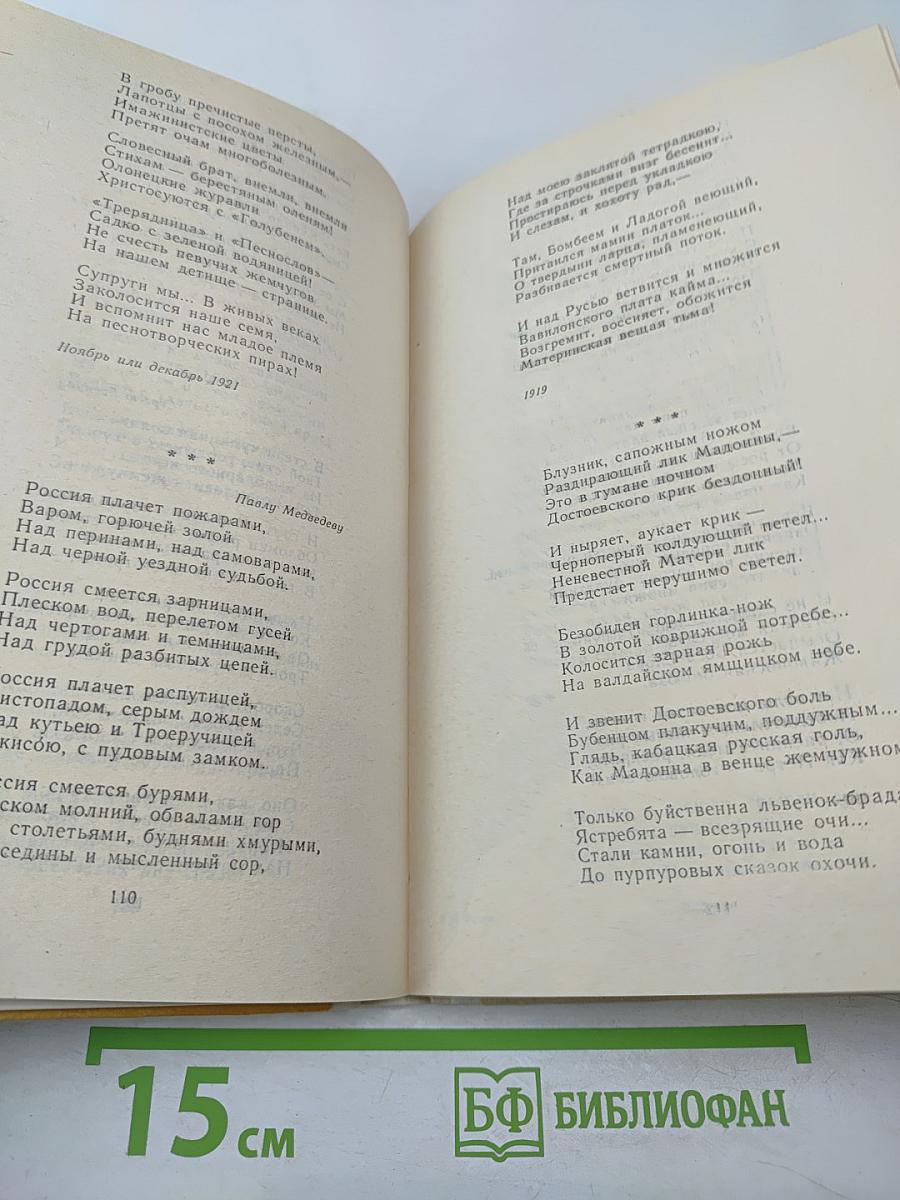 В гробу пречистые персты,
Лапотцы с посохом железным,—
Имажинистские цветы
Претят очам многоболезным.
Словесный брат, внемли, внемли
Стихам — берестяным оленям!
Олонецкие журавли
Христосуются с «Голубенем».
«Трерядница» и «Песнослов»—
Садко с зеленой водяницей!
Не счесть певучих жемчугов
На нашем детище — странице.
Супруги мы... В живых веках
Заколосится наше семя,
И вспомнит нас младое племя
На песнотворческих пирах!
Ноябрь или декабрь 1921
* * *
Павлу Медведеву
Россия плачет пожарами,
Варом, горючей золой
Над перинами, над самоварами,
Над черной уездной судьбой.
Россия смеется зарницами,
Плеском вод, перелетом гусей
Над чертогами и темницами,
Над грудой разбитых цепей.
оссия плачет распутицей,
истопадом, серым дождем
ад кутьею и Троеручицей
кисо́ю, с пудовым замком.
ссия смеется бурями,
ском молний, обвалами гор
столетьями, буднями хмурыми,
седины и мысленный сор,
110
Над моею заклятой тетрадкою,
Где за строчками визг бесенят...
Простираюсь перед укладкою
И слезам, и хохоту рад,—
Там, Бомбеем и Ладогой веющий,
Притаился мамин платок...
О твердыни ларца, пламенеющий,
Разбивается смертный поток.
И над Русью ветвится и множится
Вавилонского плата кайма...
Возгремит, воссияет, обожится
Материнская вещая тьма!
1919
* * *
Блузник, сапожным ножом
Раздирающий лик Мадонны,—
Это в тумане ночном
Достоевского крик бездонный!
И ныряет, аукает крик —
Черноперый колдующий петел...
Неневестной Матери лик
Предстает нерушимо светел.
Безобиден горлинка-нож
В золотой коврижной потребе...
Колосится зарная рожь
На валдайском ямщицком небе.
И звенит Достоевского боль
Бубенцом плакучим, поддужным...
Глядь, кабацкая русская голь,
Как Мадонна в венце жемчужном
Только буйственна львенок-брада
Ястребята — всезрящие очи...
Стали камни, огонь и вода
До пурпуровых сказок охочи.
15 см
БФ БИБЛИОФАН